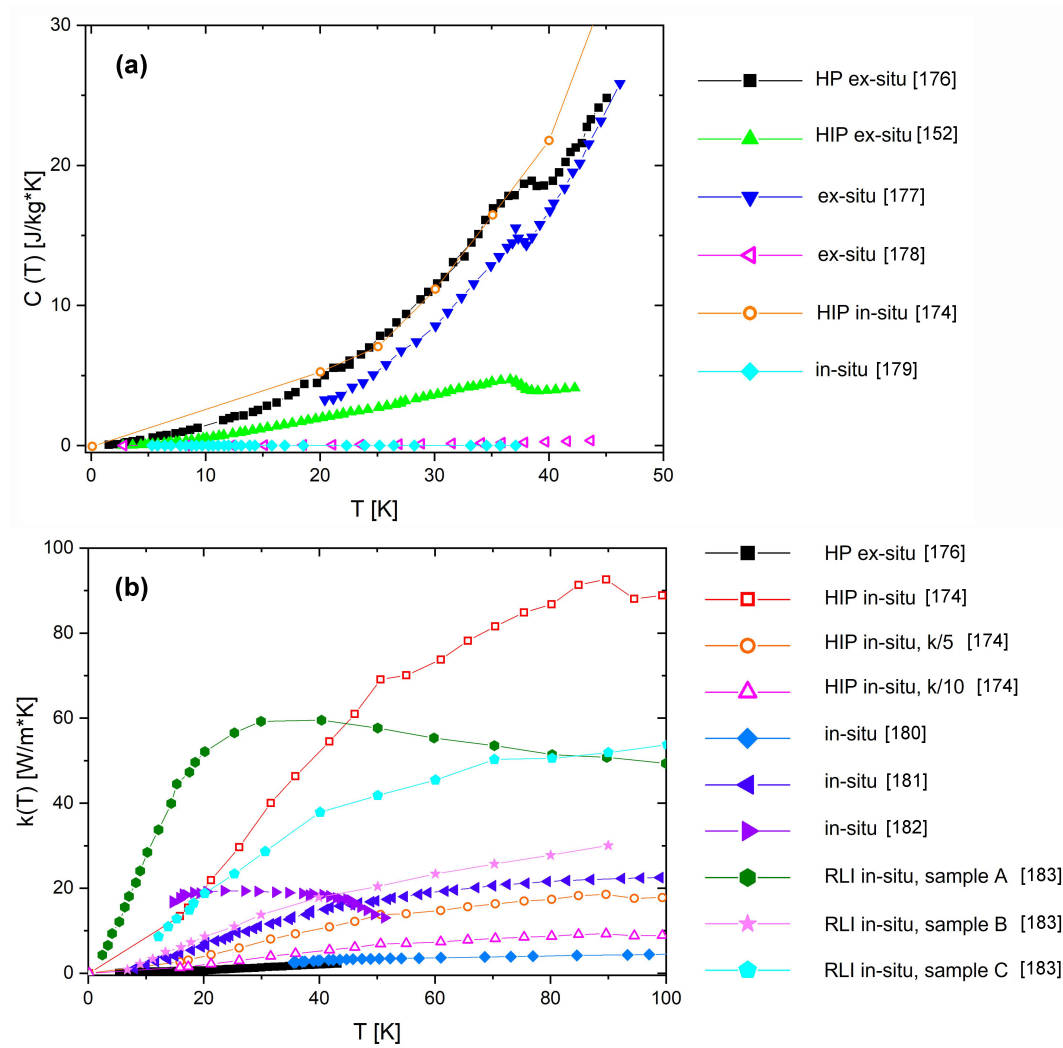 (a)
30
20
10
0
C (T) [J/kg*K]
0 10 20 30 40 50
T [K]
HP ex-situ [176]
HIP ex-situ [152]
ex-situ [177]
ex-situ [178]
HIP in-situ [174]
in-situ [179]
(b)
100
80
60
40
20
0
k(T) [W/m*K]
0 20 40 60 80 100
T [K]
HP ex-situ [176]
HIP in-situ [174]
HIP in-situ, k/5 [174]
HIP in-situ, k/10 [174]
in-situ [180]
in-situ [181]
in-situ [182]
RLI in-situ, sample A [183]
RLI in-situ, sample B [183]
RLI in-situ, sample C [183]